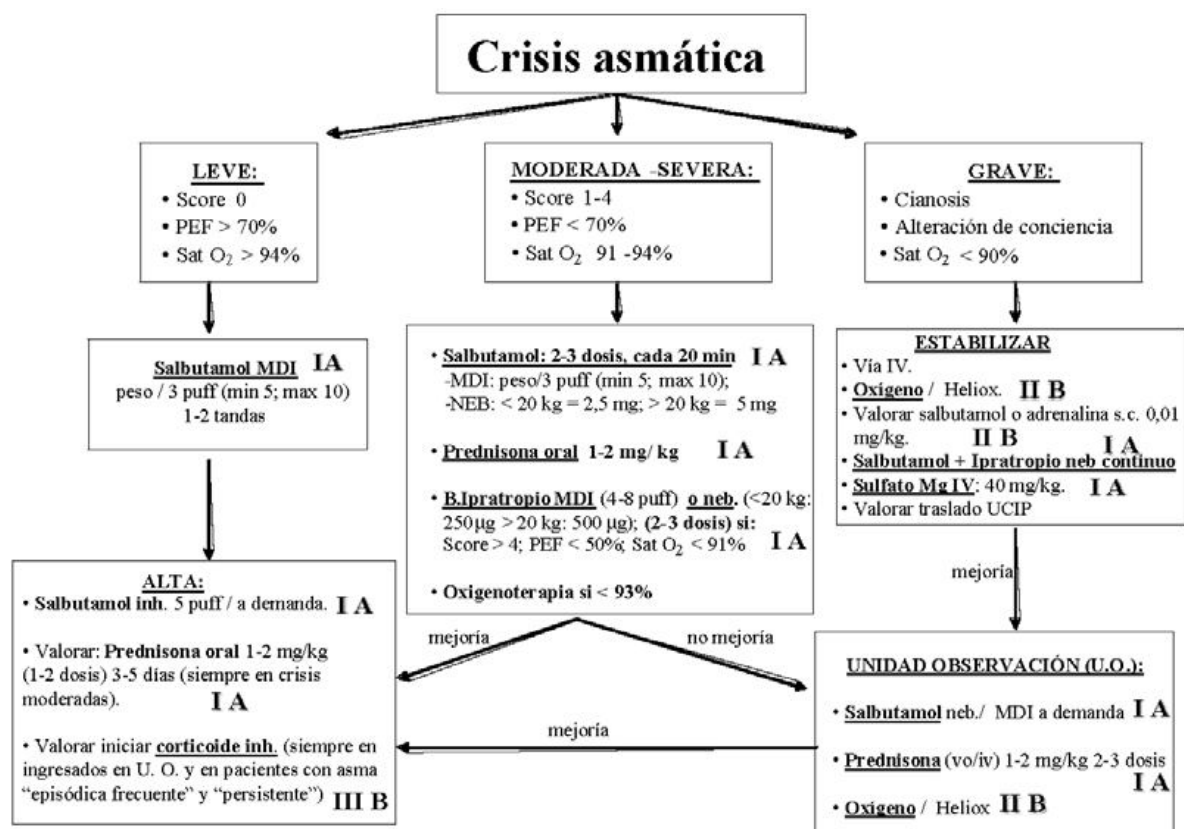 Crisis asmática
LEVE:
• Score 0
• PEF > 70%
• Sat O2 > 94%
MODERADA -SEVERA:
• Score 1-4
• PEF < 70%
• Sat O2 91 -94%
GRAVE:
• Cianosis
• Alteración de conciencia
• Sat O2 < 90%
Salbutamol MDI I A
peso / 3 puff (min 5; max 10)
1-2 tandas
• Salbutamol: 2-3 dosis, cada 20 min I A
-MDI: peso/3 puff (min 5; max 10);
-NEB: < 20 kg = 2,5 mg; > 20 kg = 5 mg
• Prednisona oral 1-2 mg/ kg I A
• B.Ipratropio MDI (4-8 puff) o neb. (<20 kg:
250µg > 20 kg: 500 µg); (2-3 dosis) si:
Score > 4; PEF < 50%; Sat O2 < 91% I A
• Oxigenoterapia si < 93%
ESTABILIZAR
• Vía IV.
• Oxígeno / Heliox. II B
• Valorar salbutamol o adrenalina s.c. 0,01
mg/kg. II B I A
• Salbutamol + Ipratropio neb continuo
• Sulfato Mg IV: 40 mg/kg. I A
• Valorar traslado UCIP
mejoría
mejoría
no mejoría
ALTA:
• Salbutamol inh. 5 puff / a demanda. I A
• Valorar: Prednisona oral 1-2 mg/kg
(1-2 dosis) 3-5 días (siempre en crisis
moderadas).
I A
• Valorar iniciar corticoide inh. (siempre en
ingresados en U. O. y en pacientes con asma
“episódica frecuente” y “persistente”) III B
mejoría
UNIDAD OBSERVACIÓN (U.O.):
• Salbutamol neb./ MDI a demanda I A
• Prednisona (vo/iv) 1-2 mg/kg 2-3 dosis
I A
• Oxígeno / Heliox II B